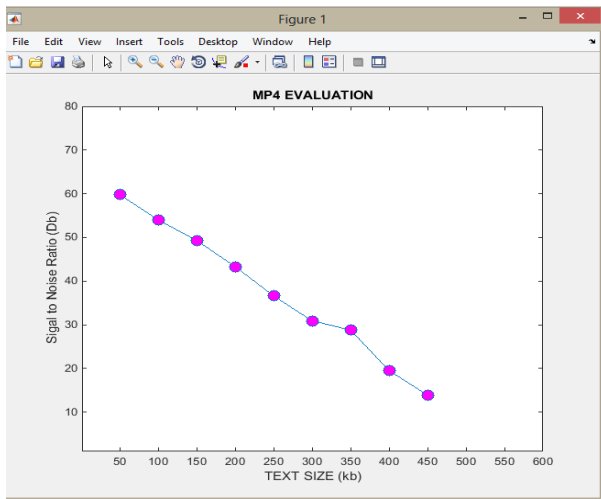 Figure 1
File Edit View Insert Tools Desktop Window Help
MP4 EVALUATION
80
70
60
50
40
30
20
10
Sigal to Noise Ratio (Db)
50 100 150 200 250 300 350 400 450 500 550 600
TEXT SIZE (kb)